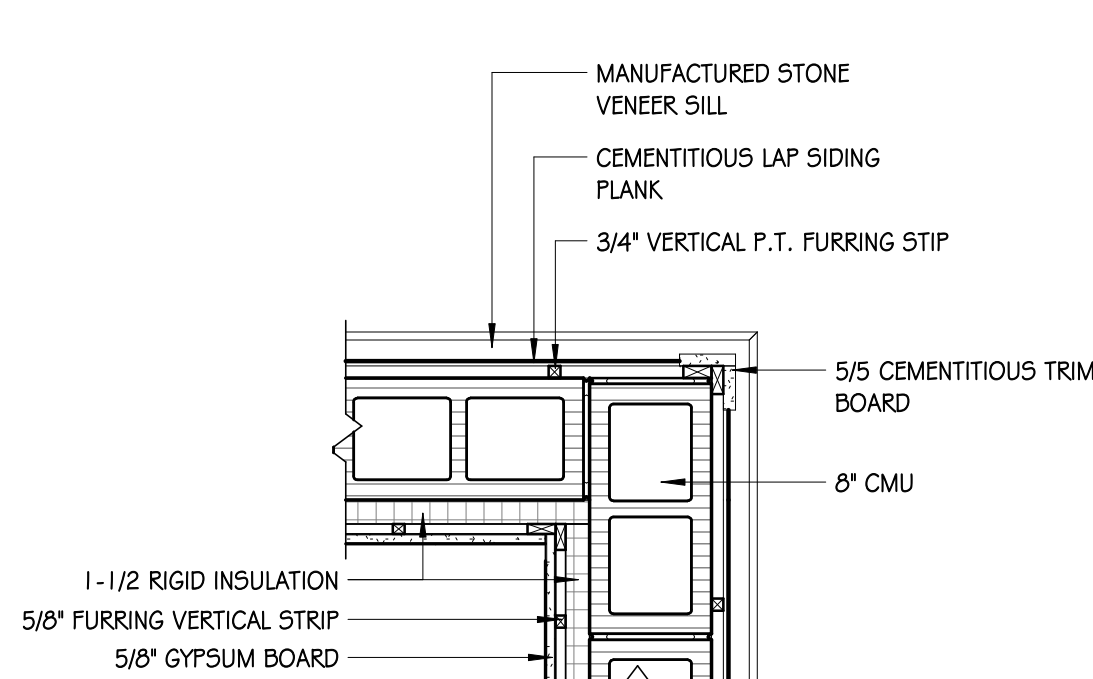 MANUFACTURED STONE
VENEER SILL
CEMENTITIOUS LAP SIDING
PLANK
3/4" VERTICAL P.T. FURRING STIP
5/5 CEMENTITIOUS TRIM
BOARD
8" CMU
1-1/2 RIGID INSULATION
5/8" FURRING VERTICAL STRIP
5/8" GYPSUM BOARD